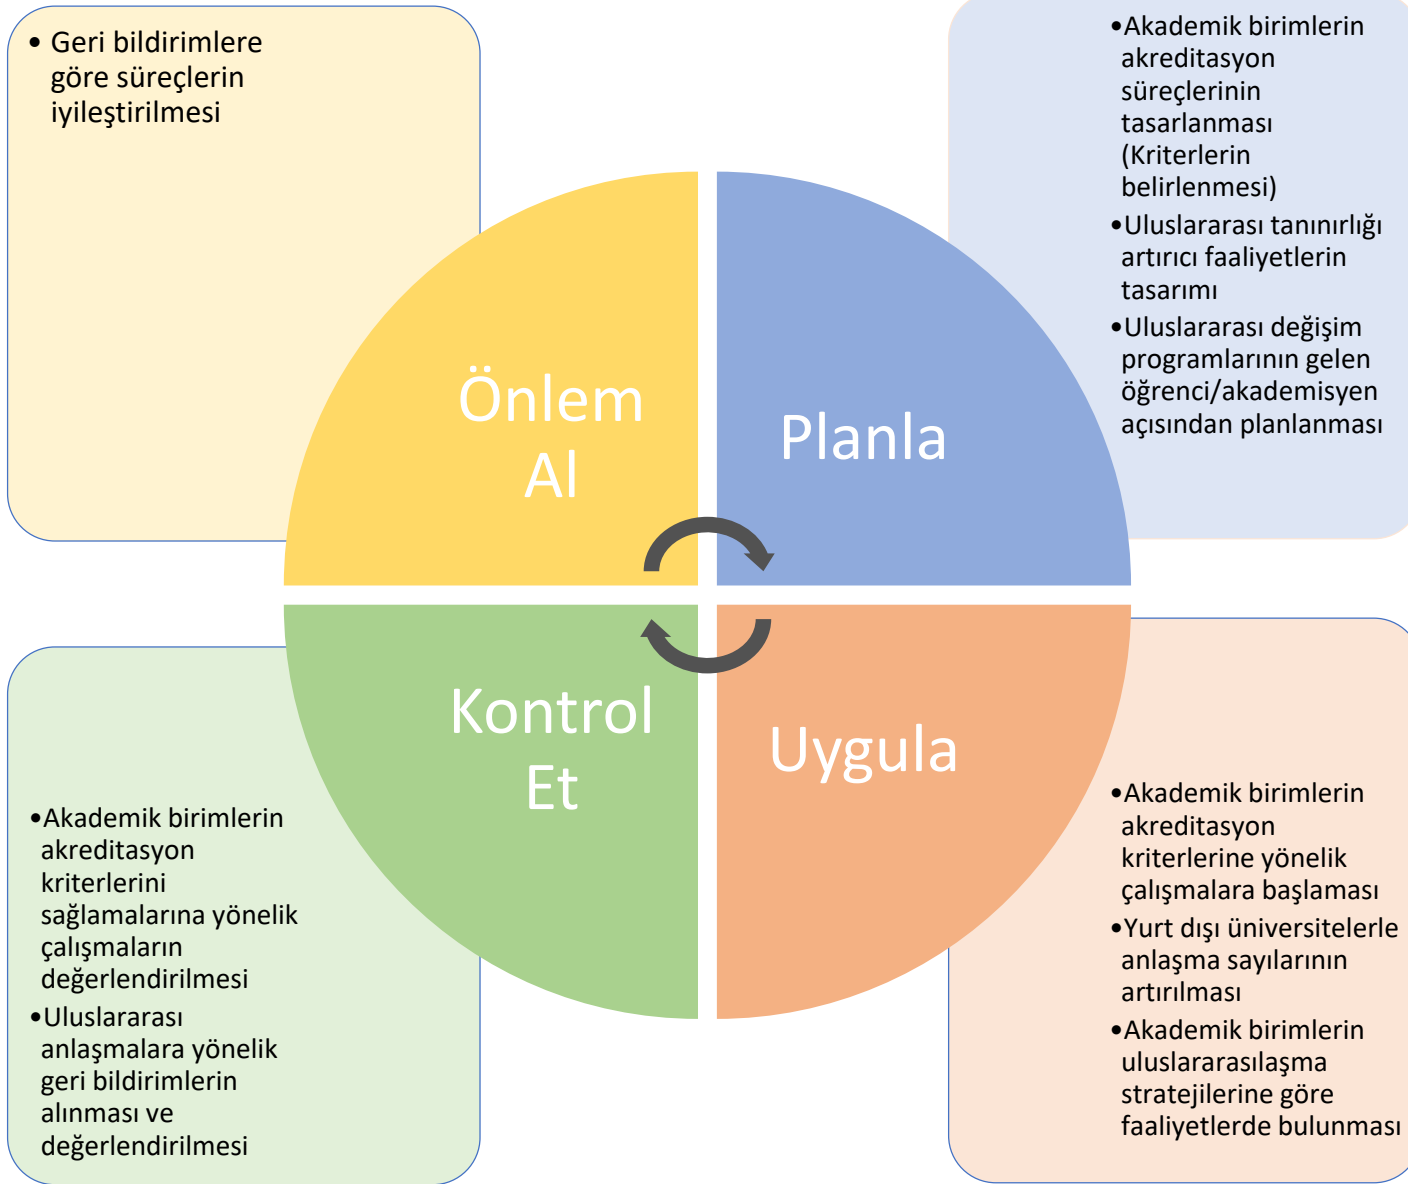 • Geri bildirimlere
göre süreçlerin
iyileştirilmesi
•Akademik birimlerin
akreditasyon
süreçlerinin
tasarlanması
(Kriterlerin
belirlenmesi)
•Uluslararası tanınırlığı
artırıcı faaliyetlerin
tasarımı
•Uluslararası değişim
programlarının gelen
öğrenci/akademisyen
açısından planlanması
Önlem
Al
Planla
Kontrol
Et
Uygula
•Akademik birimlerin
akreditasyon
kriterlerini
sağlamalarına yönelik
çalışmaların
değerlendirilmesi
•Uluslararası
anlaşmalara yönelik
geri bildirimlerin
alınması ve
değerlendirilmesi
•Akademik birimlerin
akreditasyon
kriterlerine yönelik
çalışmalara başlaması
•Yurt dışı üniversitelerle
anlaşma sayılarının
artırılması
•Akademik birimlerin
uluslararasılaşma
stratejilerine göre
faaliyetlerde bulunması